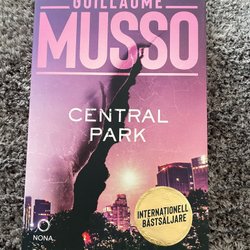 GUILLAUME
MUSSO
CENTRAL
PARK
INTERNATIONELL
BÄSTSÄLJARE
NONA